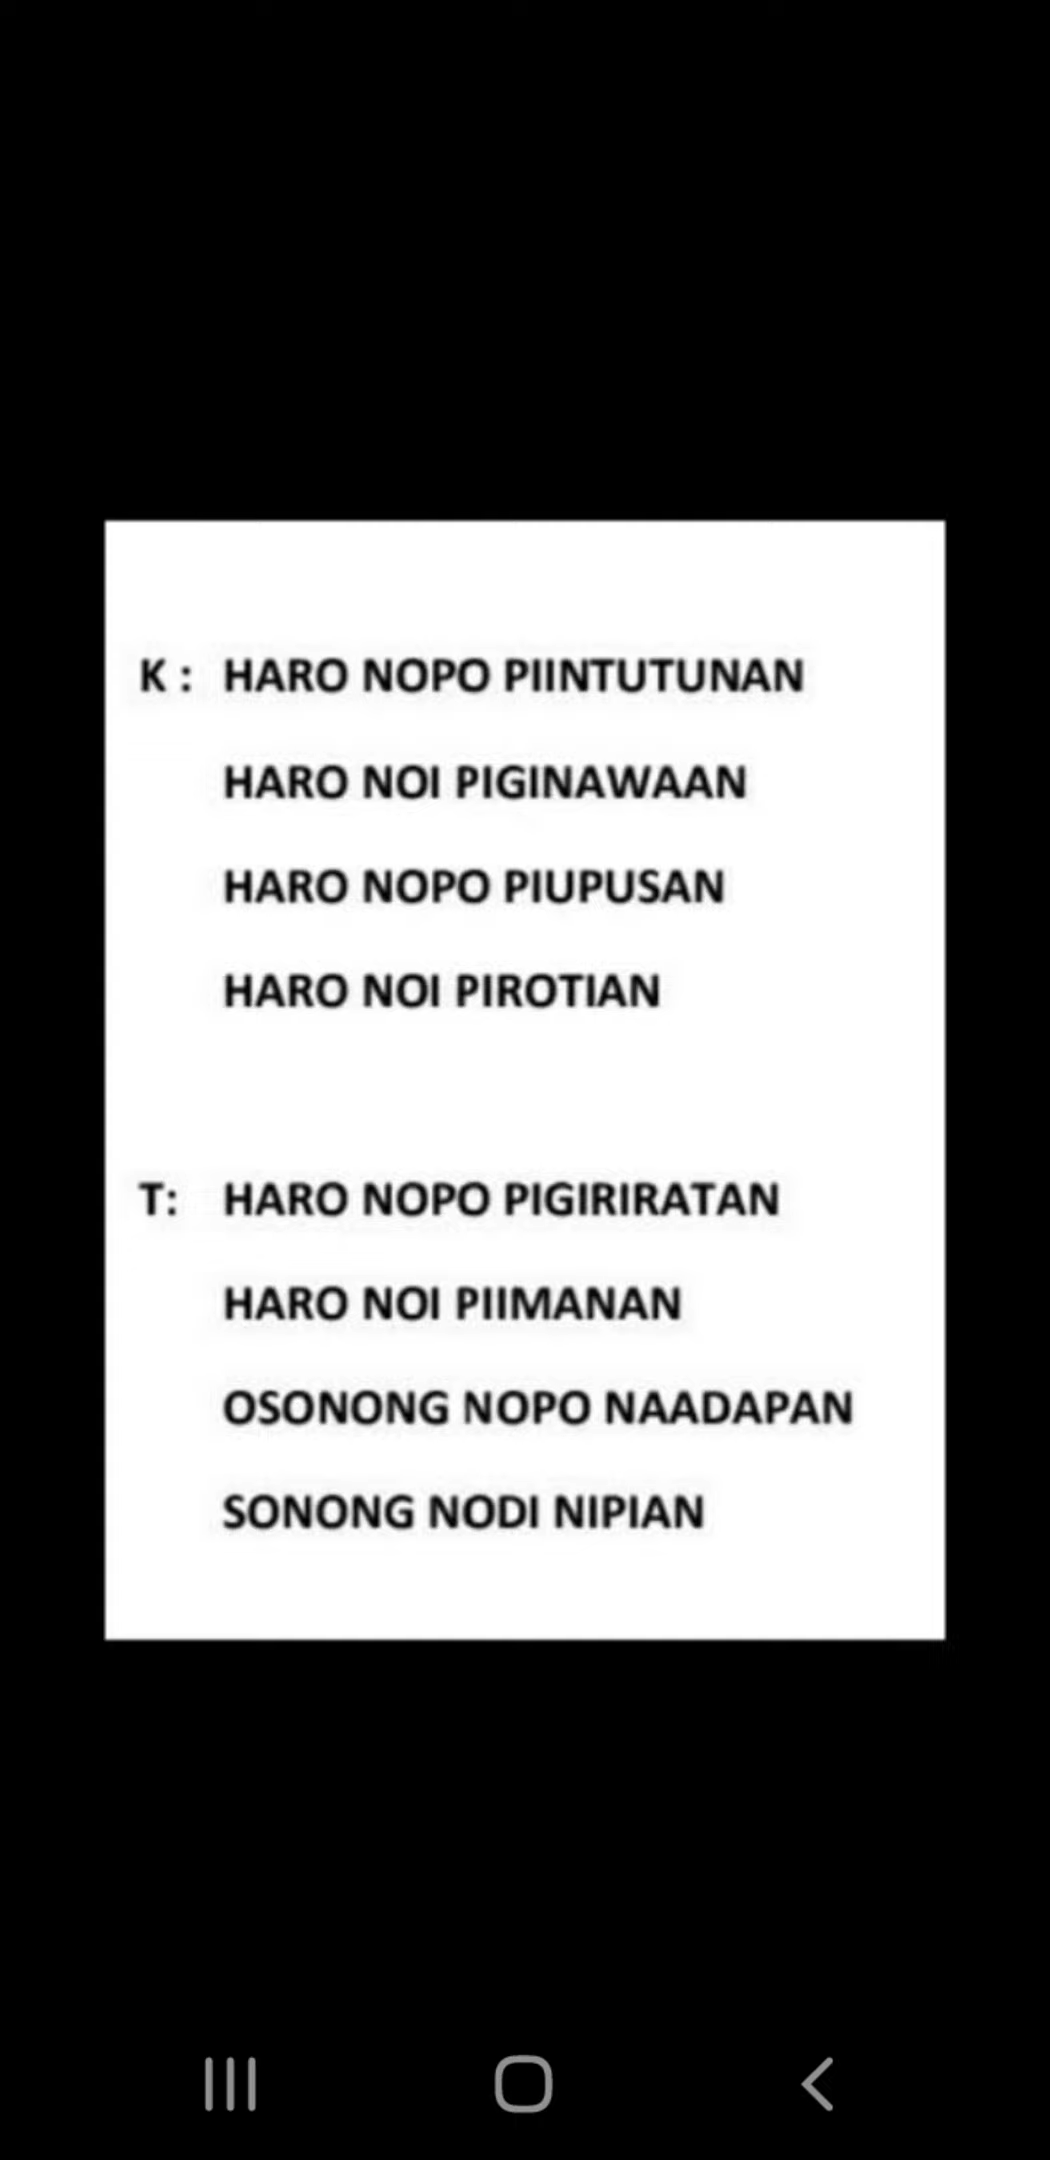 K : HARO NOPO PIINTUTUNAN
HARO NOI PIGINAWAAN
HARO NOPO PIUPUSAN
HARO NOI PIROTIAN
T: HARO NOPO PIGIRIRATAN
HARO NOI PIIMANAN
OSONONG NOPO NAADAPAN
SONONG NODI NIPIAN